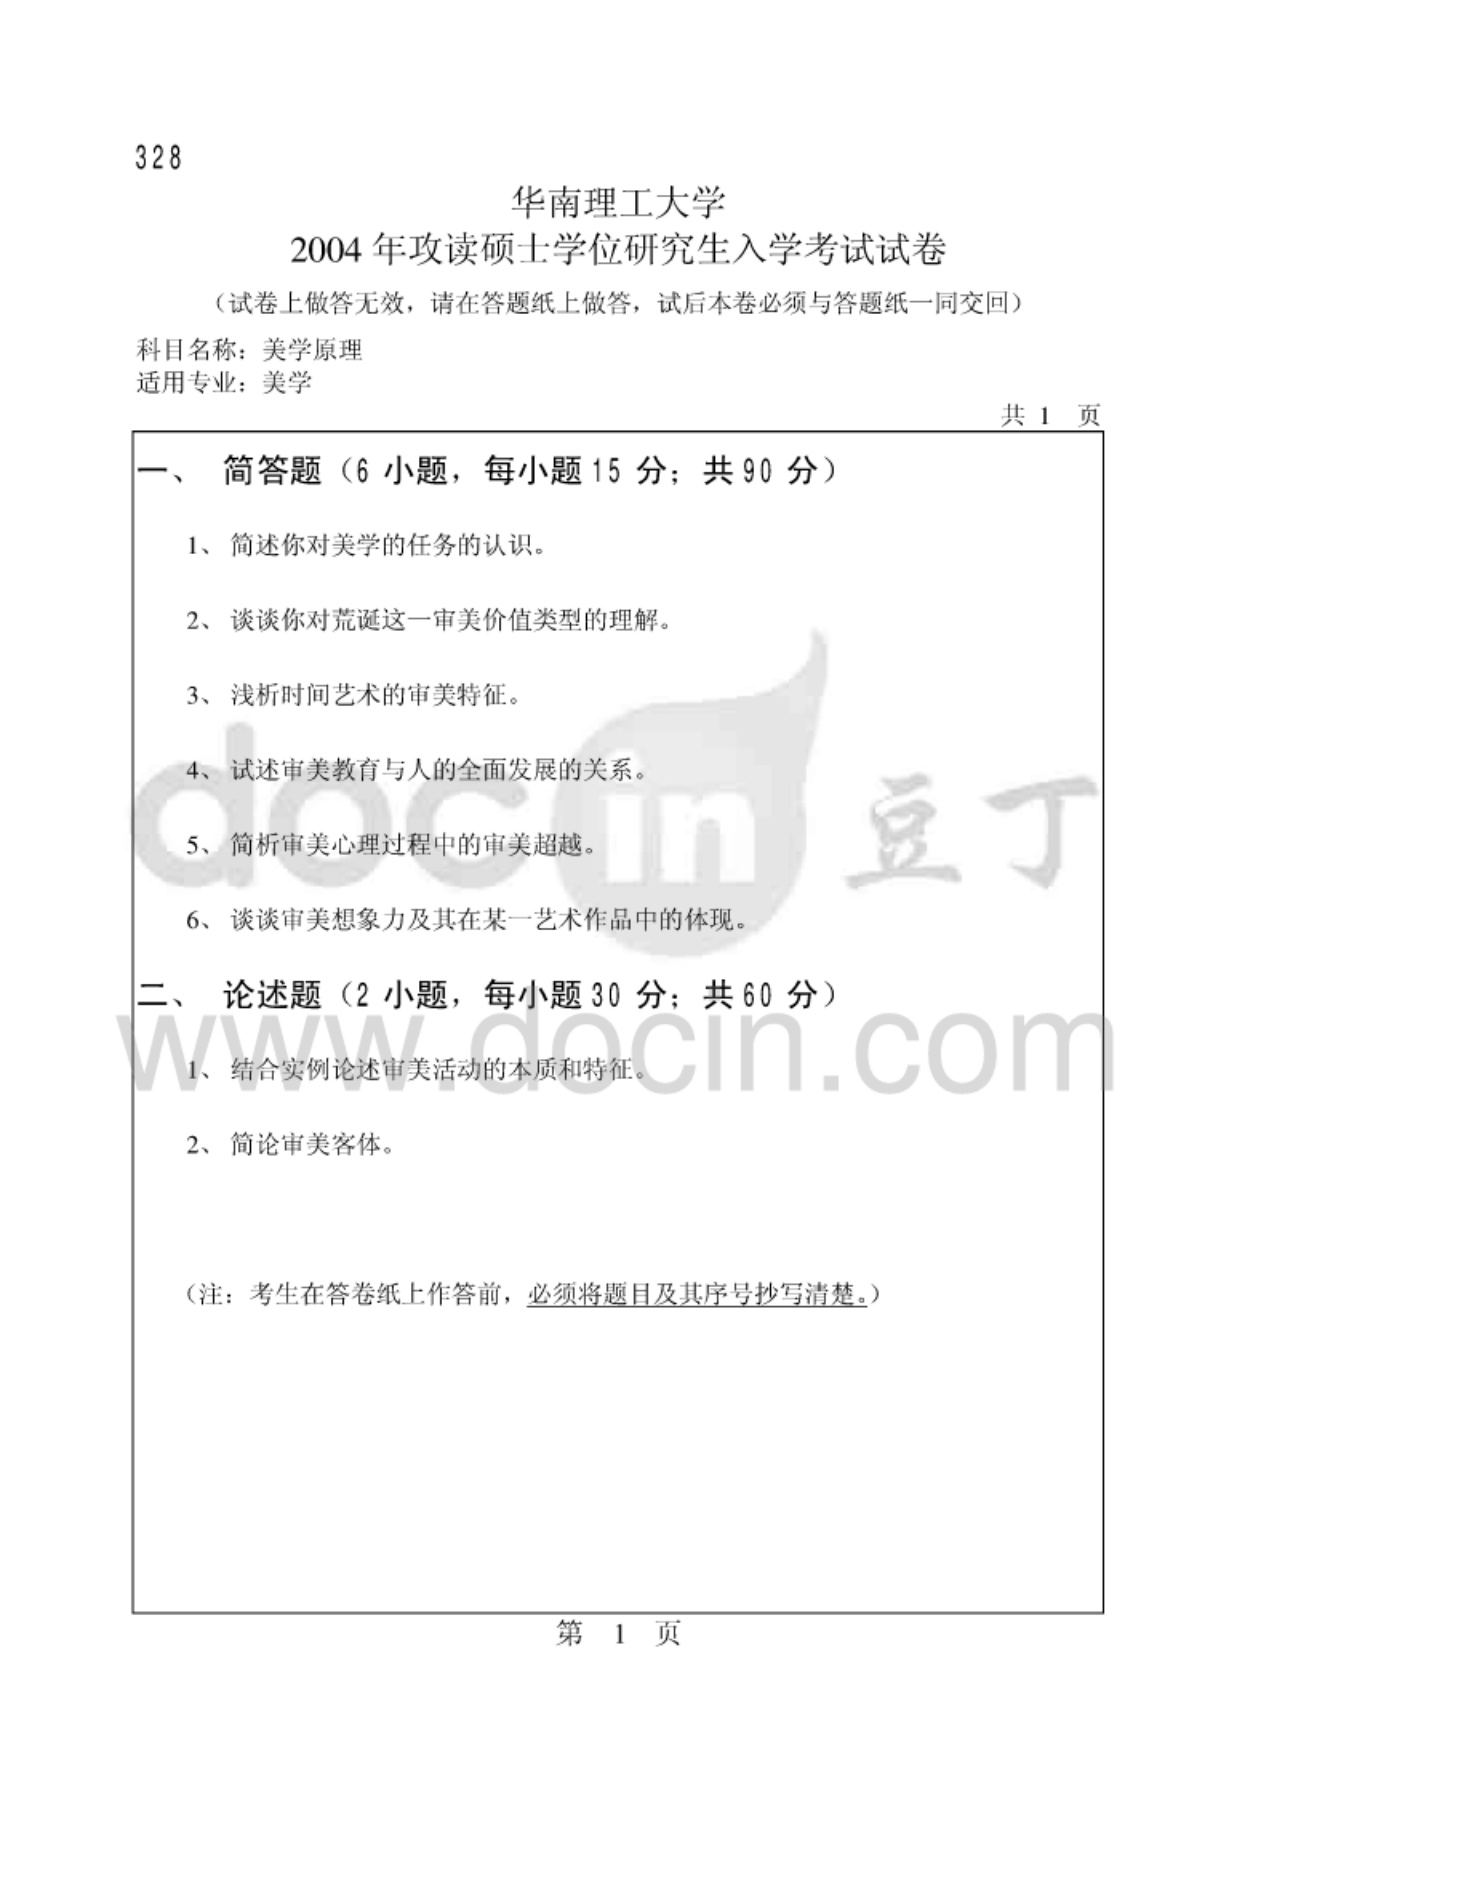 328
华南理工大学
2004 年攻读硕士学位研究生入学考试试卷
（试卷上做答无效，请在答题纸上做答，试后本卷必须与答题纸一同交回）
科目名称：美学原理
适用专业：美学
共 1 页
一、 简答题（6 小题，每小题 15 分；共 90 分）
1、 简述你对美学的任务的认识。
2、 谈谈你对荒诞这一审美价值类型的理解。
3、 浅析时间艺术的审美特征。
4、 试述审美教育与人的全面发展的关系。
5、 简析审美心理过程中的审美超越。
6、 谈谈审美想象力及其在某一艺术作品中的体现。
二、 论述题（2 小题，每小题 30 分；共 60 分）
1、 结合实例论述审美活动的本质和特征。
2、 简论审美客体。
（注：考生在答卷纸上作答前，必须将题目及其序号抄写清楚。）
第 1 页
docin 豆丁
www.docin.com